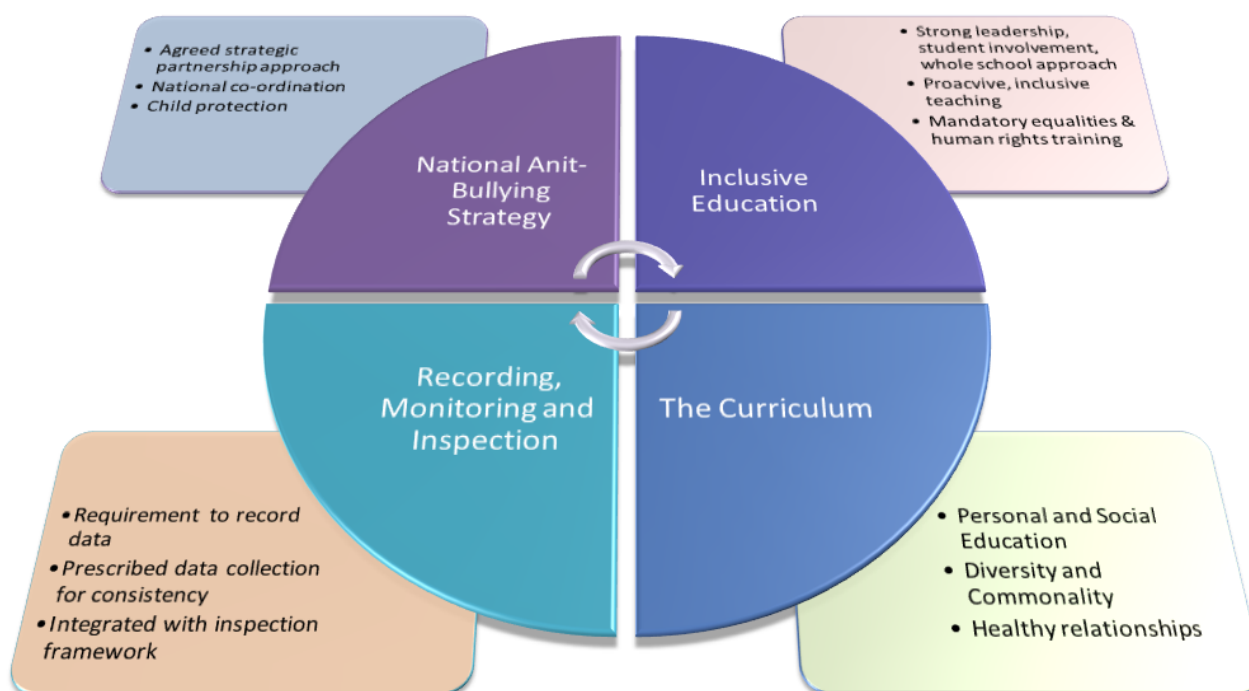 • Agreed strategic
partnership approach
• National co-ordination
• Child protection
• Strong leadership,
student involvement,
whole school approach
• Proacvive, inclusive
teaching
• Mandatory equalities &
human rights training
National Anit-
Bullying
Strategy
Inclusive
Education
Recording,
Monitoring and
Inspection
The Curriculum
• Requirement to record
data
• Prescribed data collection
for consistency
• Integrated with inspection
framework
• Personal and Social
Education
• Diversity and
Commonality
• Healthy relationships